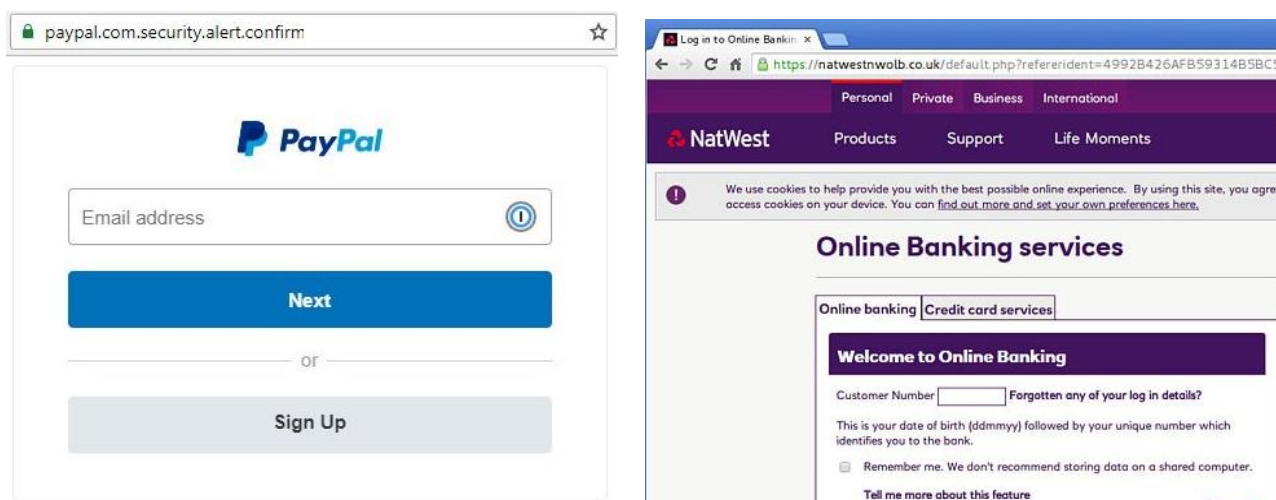 paypal.com.security.alert.confirm
PayPal
Email address
Next
or
Sign Up
Log in to Online Bankin
https://natwestnwolb.co.uk/default.php?refererident=4992B426AFB59314B5BC5
Personal Private Business International
NatWest Products Support Life Moments
We use cookies to help provide you with the best possible online experience. By using this site, you agre
access cookies on your device. You can find out more and set your own preferences here.
Online Banking services
Online banking Credit card services
Welcome to Online Banking
Customer Number Forgotten any of your log in details?
This is your date of birth (ddmmyy) followed by your unique number which
identifies you to the bank.
Remember me. We don't recommend storing data on a shared computer.
Tell me more about this feature